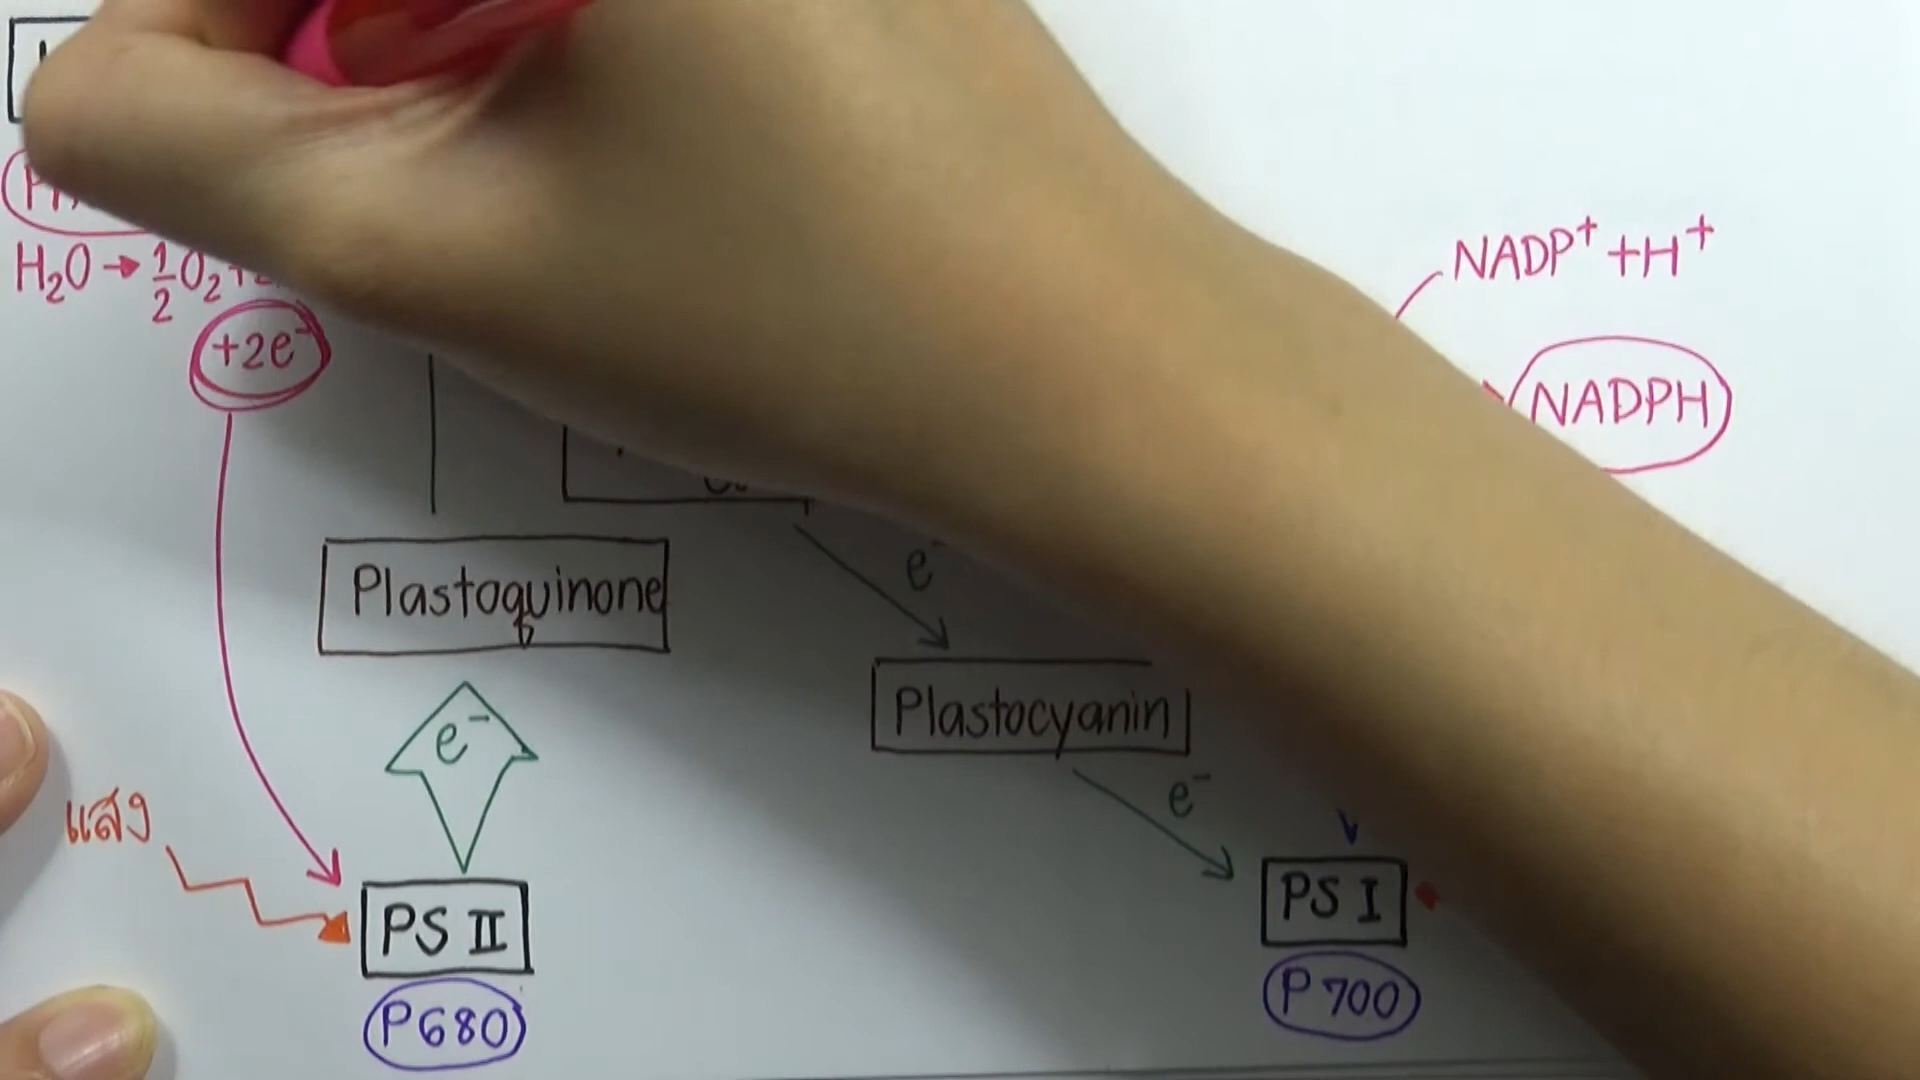 H₂O → ½O₂+
+2e⁻
NADP⁺ + H⁺
NADPH
e⁻
Plastoquinone
Plastocyanin
e⁻
e⁻
แสง
PS II
PS I
P680
P700